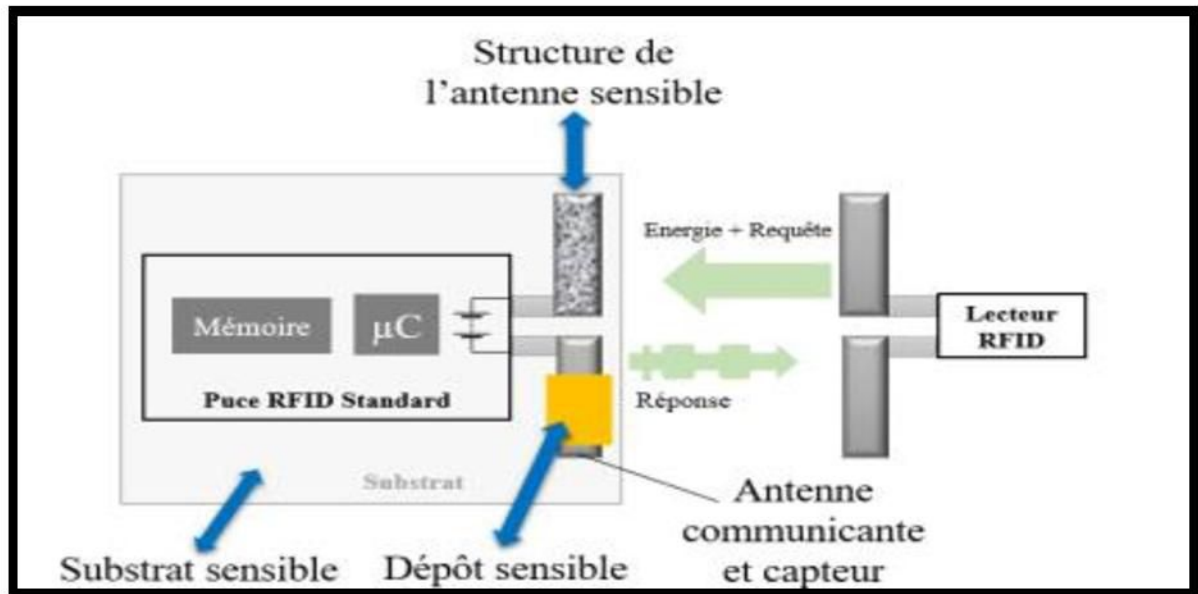 Structure de
l'antenne sensible
Energie + Requête
Mémoire
µC
Lecteur
RFID
Puce RFID Standard
Réponse
Substrat
Antenne
communicante
et capteur
Substrat sensible
Dépôt sensible